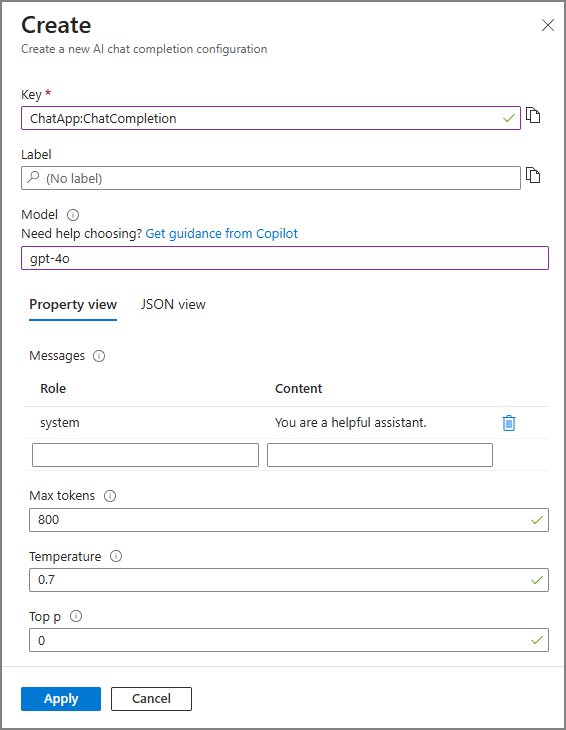 Create
Create a new AI chat completion configuration
Key *
ChatApp:ChatCompletion
Label
(No label)
Model
Need help choosing? Get guidance from Copilot
gpt-4o
Property view JSON view
Messages
Role Content
system You are a helpful assistant.
Max tokens
800
Temperature
0.7
Top p
0
Apply Cancel